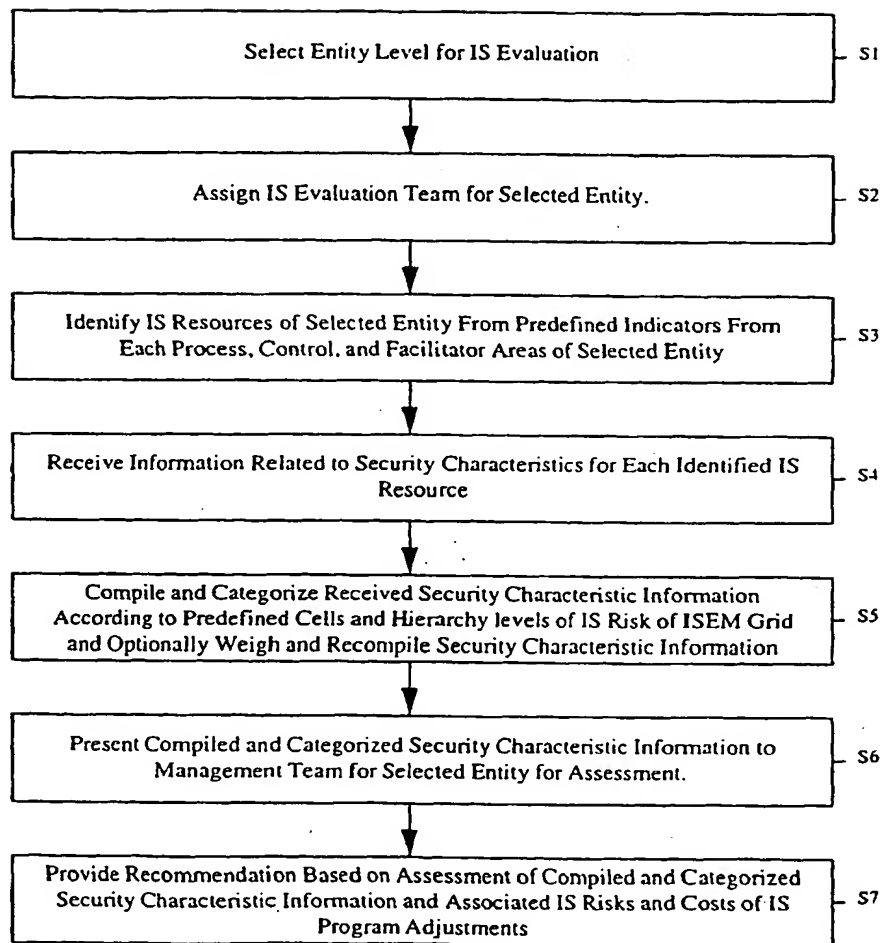 Select Entity Level for IS Evaluation
S1
Assign IS Evaluation Team for Selected Entity.
S2
Identify IS Resources of Selected Entity From Predefined Indicators From
Each Process, Control, and Facilitator Areas of Selected Entity
S3
Receive Information Related to Security Characteristics for Each Identified IS
Resource
S4
Compile and Categorize Received Security Characteristic Information
According to Predefined Cells and Hierarchy levels of IS Risk of ISEM Grid
and Optionally Weigh and Recompile Security Characteristic Information
S5
Present Compiled and Categorized Security Characteristic Information to
Management Team for Selected Entity for Assessment.
S6
Provide Recommendation Based on Assessment of Compiled and Categorized
Security Characteristic Information and Associated IS Risks and Costs of IS
Program Adjustments
S7